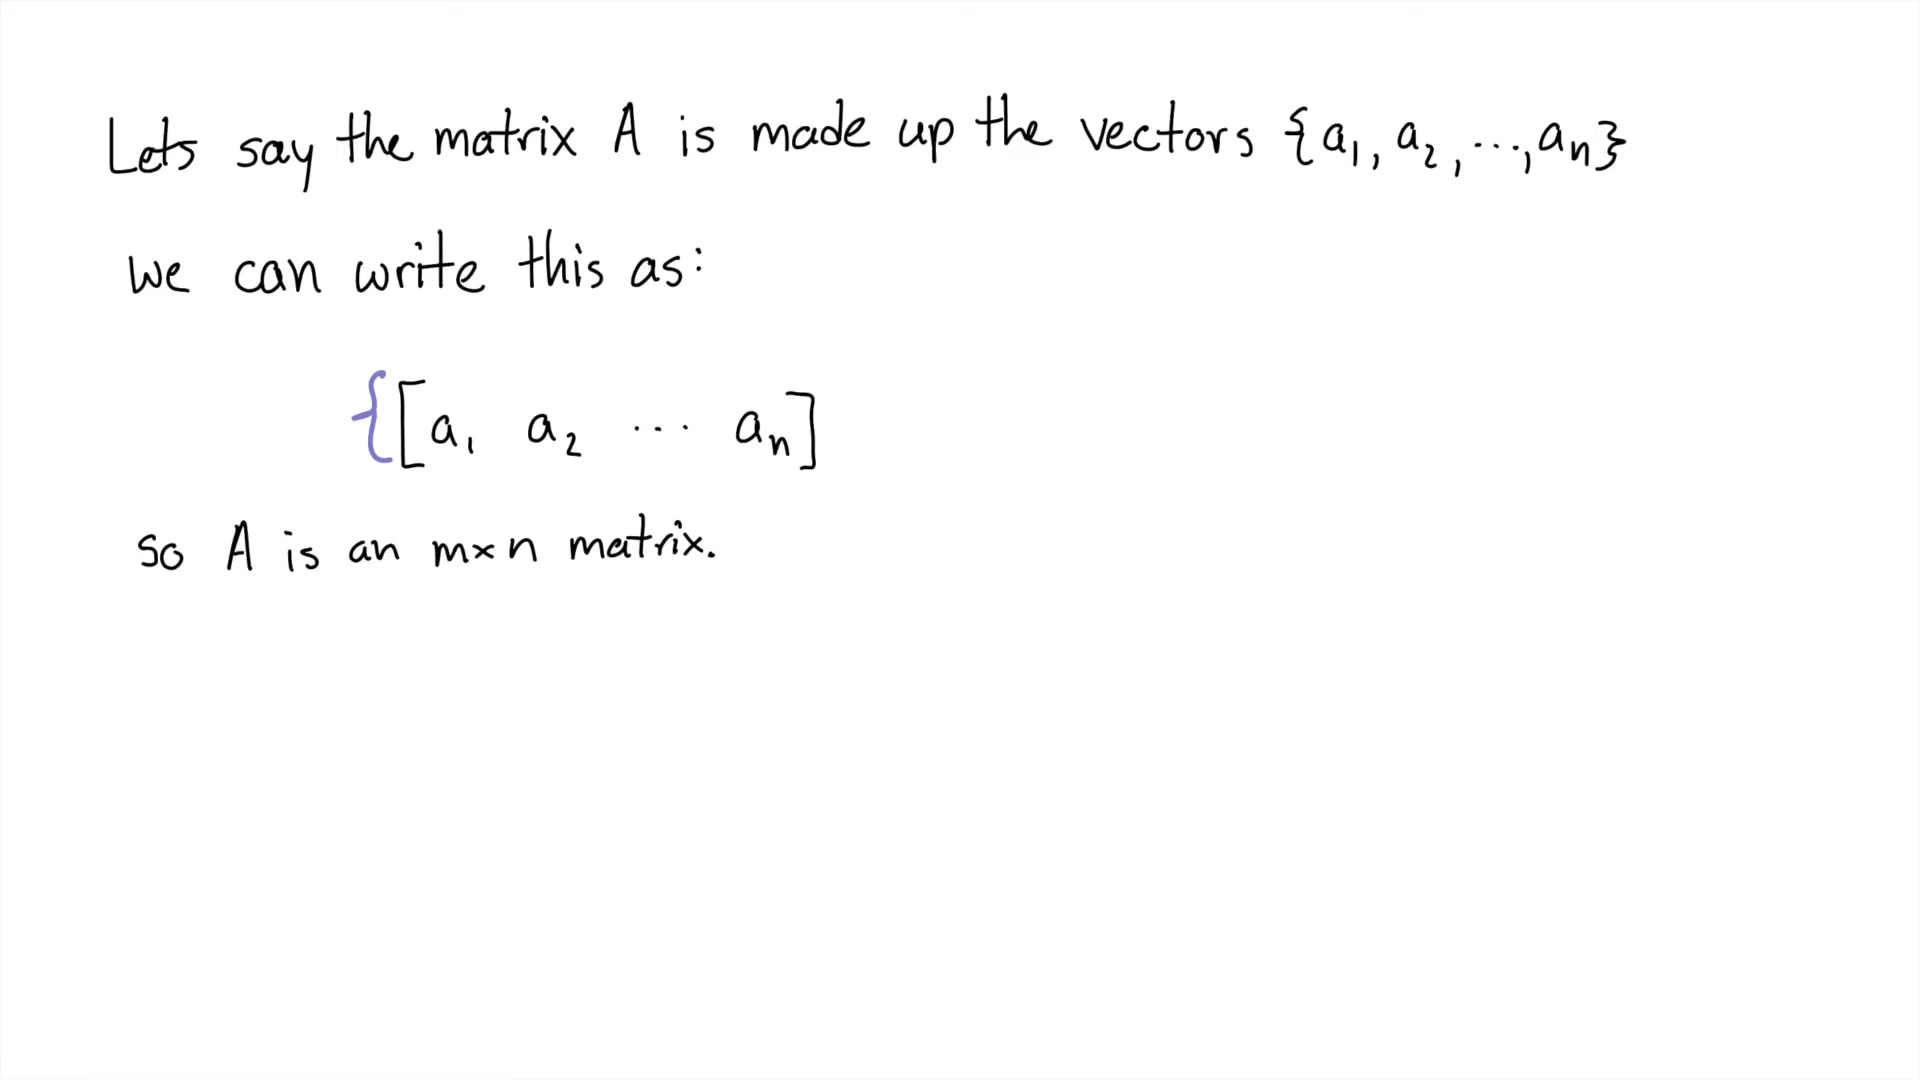 Lets say the matrix A is made up the vectors {a₁, a₂, ..., aₙ}
we can write this as:
{[a₁ a₂ ... aₙ]
so A is an m×n matrix.